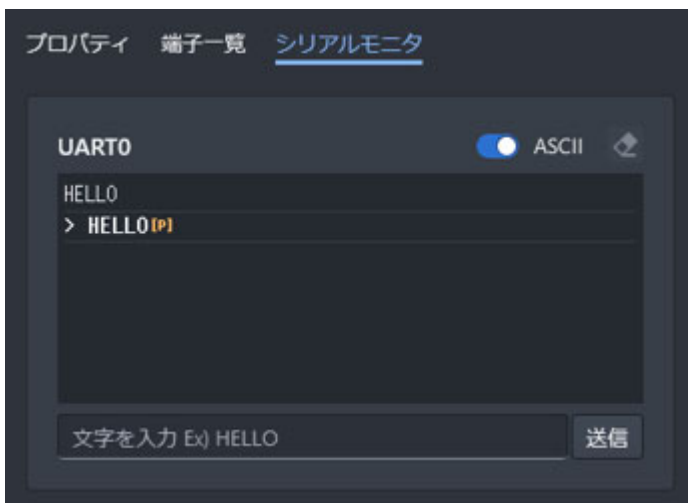 プロパティ 端子一覧 シリアルモニタ
UART0 ASCII
HELLO
> HELLO[P]
文字を入力 Ex) HELLO 送信